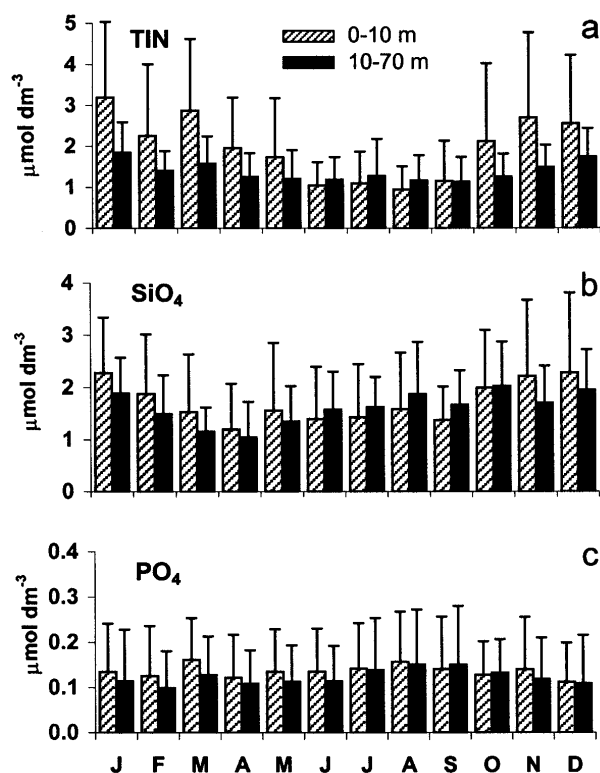 a
TIN
0-10 m
10-70 m
5
4
3
2
1
0
μmol dm-3
b
SiO4
4
3
2
1
0
μmol dm-3
c
PO4
0.4
0.3
0.2
0.1
0.0
μmol dm-3
J F M A M J J A S O N D